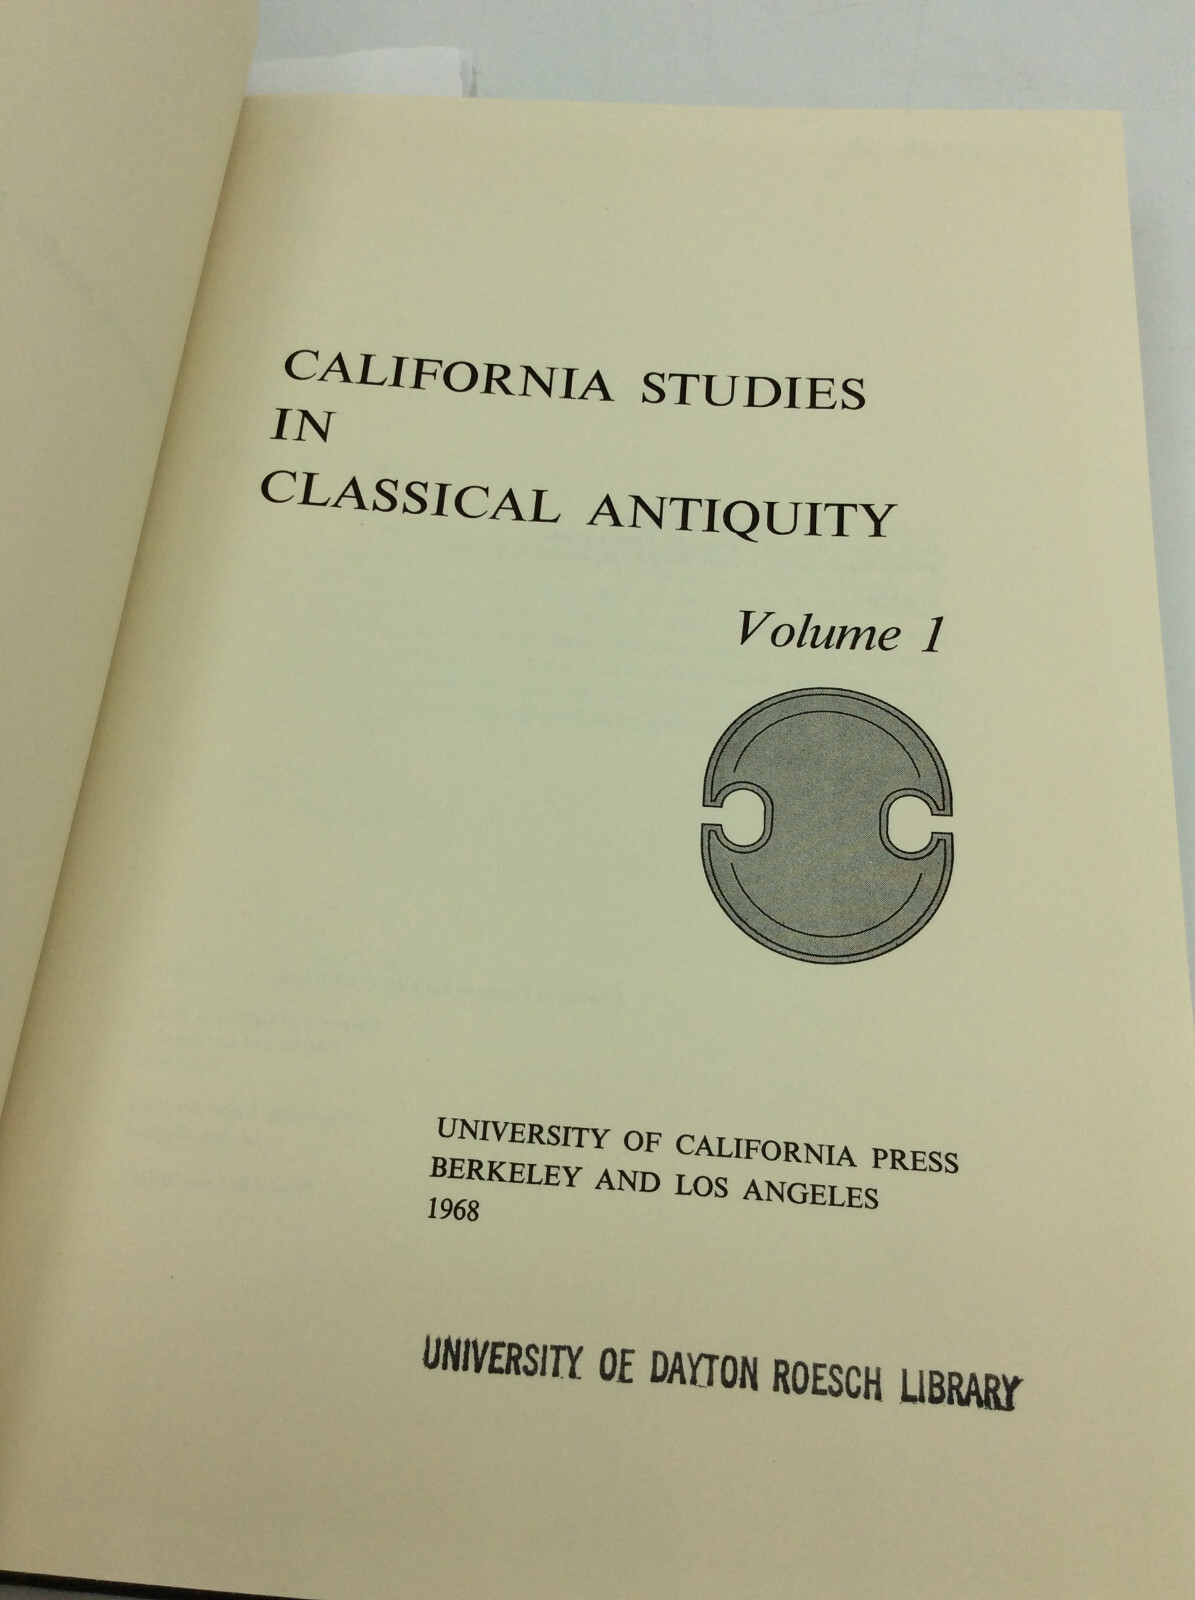 CALIFORNIA STUDIES
IN
CLASSICAL ANTIQUITY
Volume 1
UNIVERSITY OF CALIFORNIA PRESS
BERKELEY AND LOS ANGELES
1968
UNIVERSITY OF DAYTON ROESCH LIBRARY